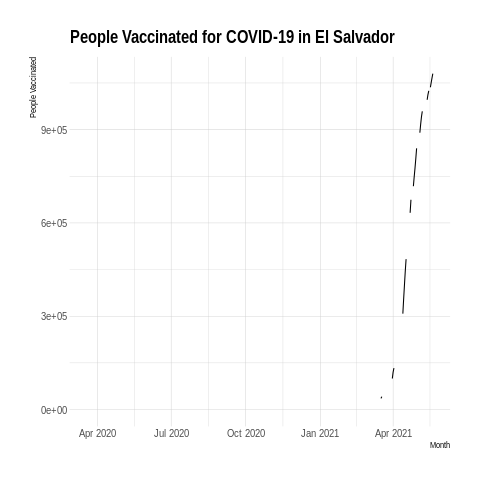 People Vaccinated for COVID-19 in El Salvador
People Vaccinated
9e+05
6e+05
3e+05
0e+00
Apr 2020 Jul 2020 Oct 2020 Jan 2021 Apr 2021
Month